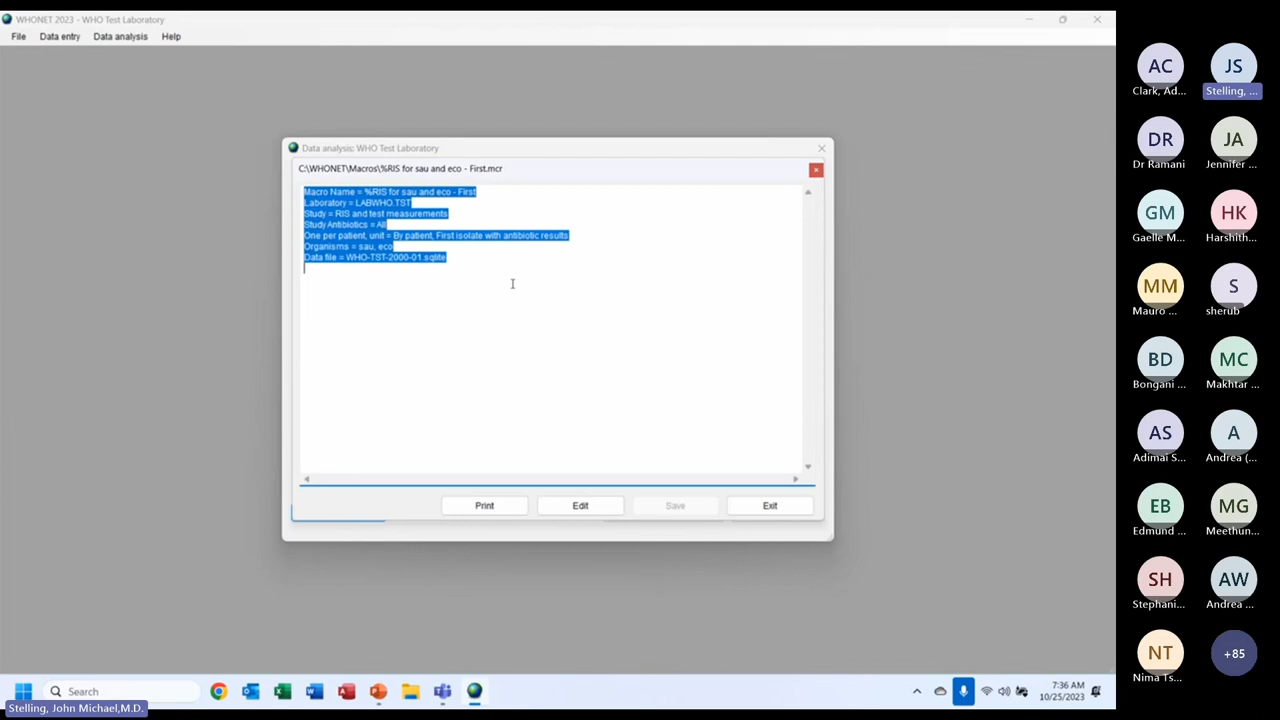 WHONET 2023 - WHO Test Laboratory
File Data entry Data analysis Help
Data analysis: WHO Test Laboratory
C:\WHONET\Macros\%RIS for sau and eco - First.mcr
Macro Name = %RIS for sau and eco - First
Laboratory = LABWHO.TST
Study = RIS and test measurements
Study Antibiotics = All
One per patient, unit = By patient, First isolate with antibiotic results
Organisms = sau, eco
Data file = WHO-TST-2000-01.sqlite
Print Edit Save Exit
Search
7:36 AM
10/25/2023
Stelling, John Michael,M.D.
AC JS
Clark, Ad... Stelling, ...
DR JA
Dr Ramani Jennifer ...
GM HK
Gaelle M... Harshith...
MM S
Mauro ... sherub
BD MC
Bongani ... Makhtar ...
AS A
Adimai S... Andrea (...
EB MG
Edmund ... Meethun...
SH AW
Stephani... Andrea ...
NT +85
Nima Ts...